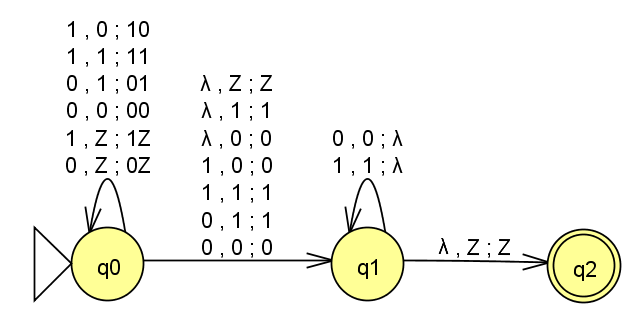 1 , 0 ; 10
1 , 1 ; 11
0 , 1 ; 01
0 , 0 ; 00
1 , Z ; 1Z
0 , Z ; 0Z
λ , Z ; Z
λ , 1 ; 1
λ , 0 ; 0
1 , 0 ; 0
1 , 1 ; 1
0 , 1 ; 1
0 , 0 ; 0
0 , 0 ; λ
1 , 1 ; λ
λ , Z ; Z
q0
q1
q2